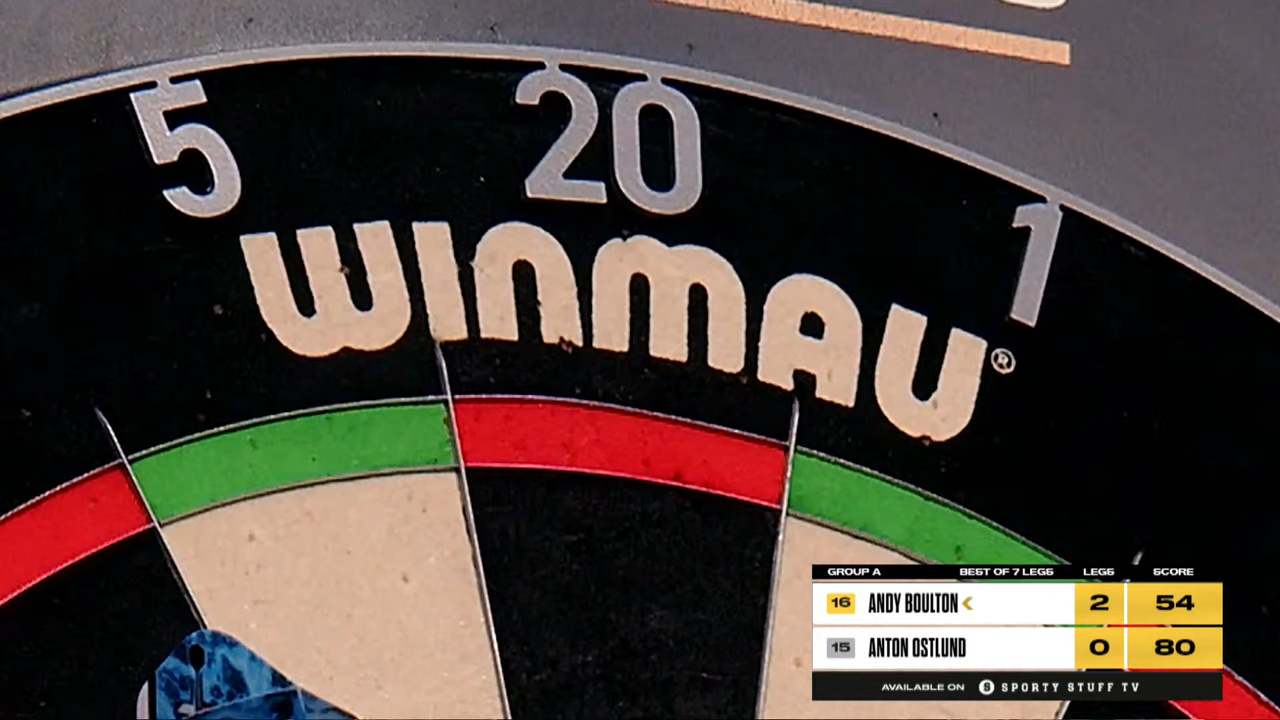 5 20 1
WINMAU®
GROUP A BEST OF 7 LEGS LEGS SCORE
16 ANDY BOULTON 2 54
15 ANTON OSTLUND 0 80
AVAILABLE ON S SPORTY STUFF TV